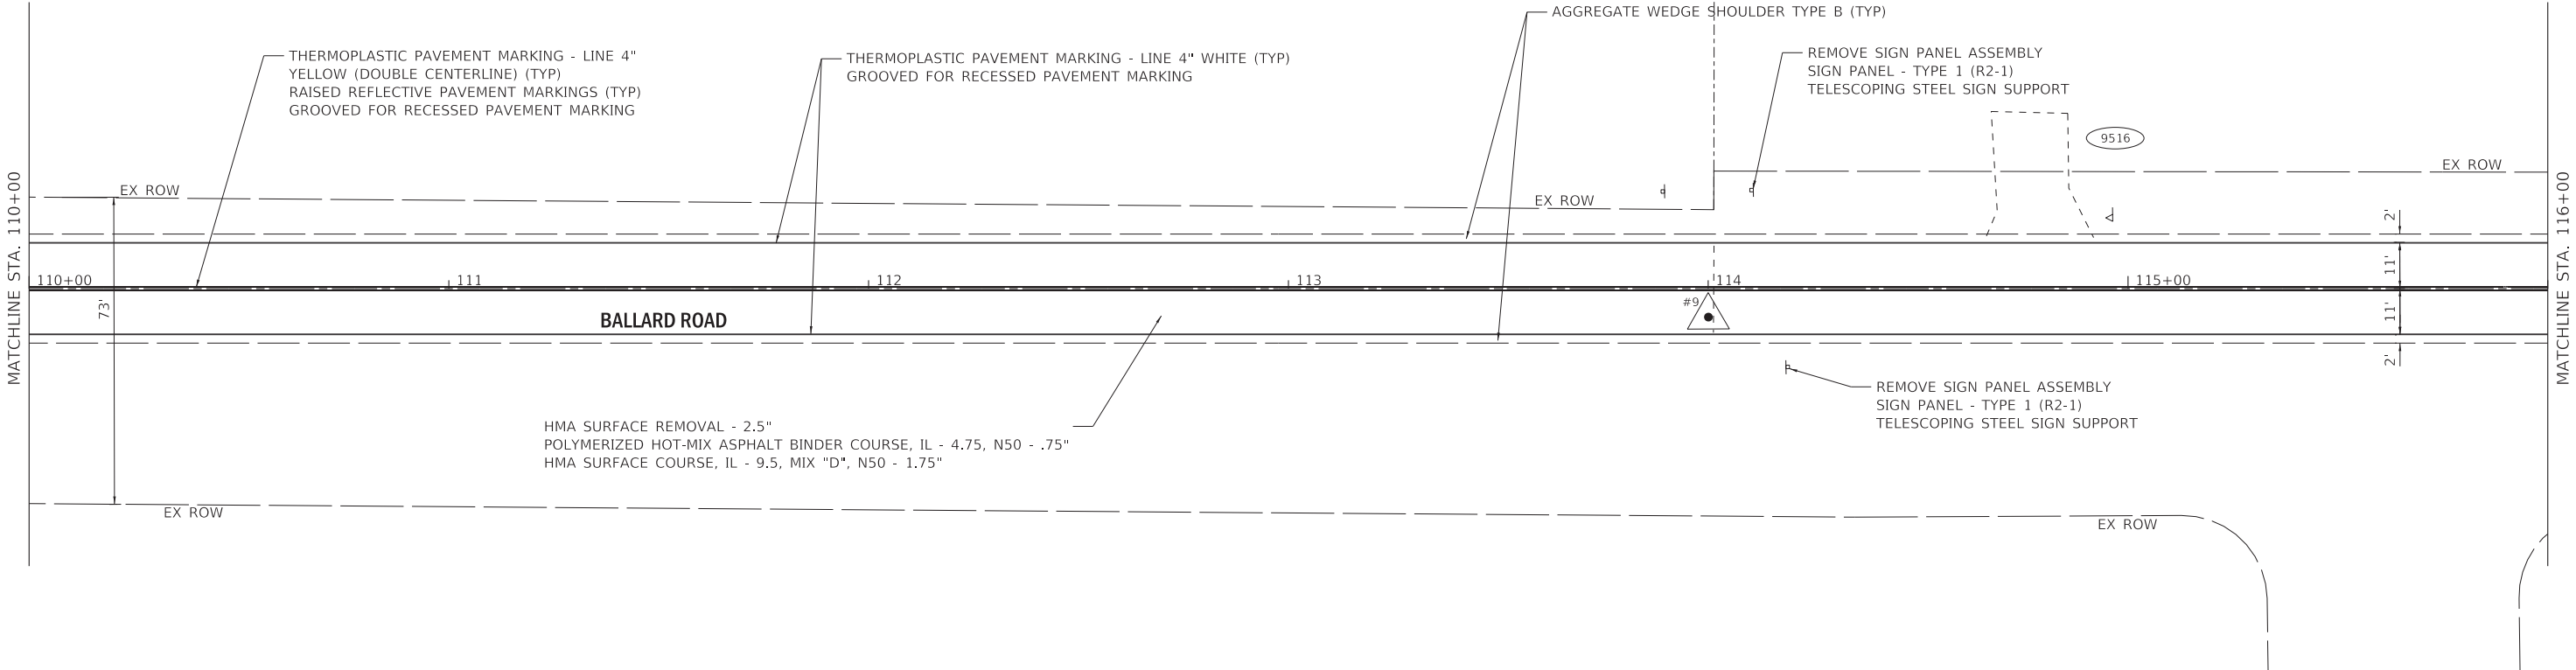 AGGREGATE WEDGE SHOULDER TYPE B (TYP)
THERMOPLASTIC PAVEMENT MARKING - LINE 4"
YELLOW (DOUBLE CENTERLINE) (TYP)
RAISED REFLECTIVE PAVEMENT MARKINGS (TYP)
GROOVED FOR RECESSED PAVEMENT MARKING
THERMOPLASTIC PAVEMENT MARKING - LINE 4" WHITE (TYP)
GROOVED FOR RECESSED PAVEMENT MARKING
REMOVE SIGN PANEL ASSEMBLY
SIGN PANEL - TYPE 1 (R2-1)
TELESCOPING STEEL SIGN SUPPORT
9516
EX ROW
EX ROW
EX ROW
MATCHLINE STA. 110+00
MATCHLINE STA. 116+00
2'
11'
110+00
111
112
113
114
115+00
73'
#9
11'
BALLARD ROAD
2'
REMOVE SIGN PANEL ASSEMBLY
SIGN PANEL - TYPE 1 (R2-1)
TELESCOPING STEEL SIGN SUPPORT
HMA SURFACE REMOVAL - 2.5"
POLYMERIZED HOT-MIX ASPHALT BINDER COURSE, IL - 4.75, N50 - .75"
HMA SURFACE COURSE, IL - 9.5, MIX "D", N50 - 1.75"
EX ROW
EX ROW